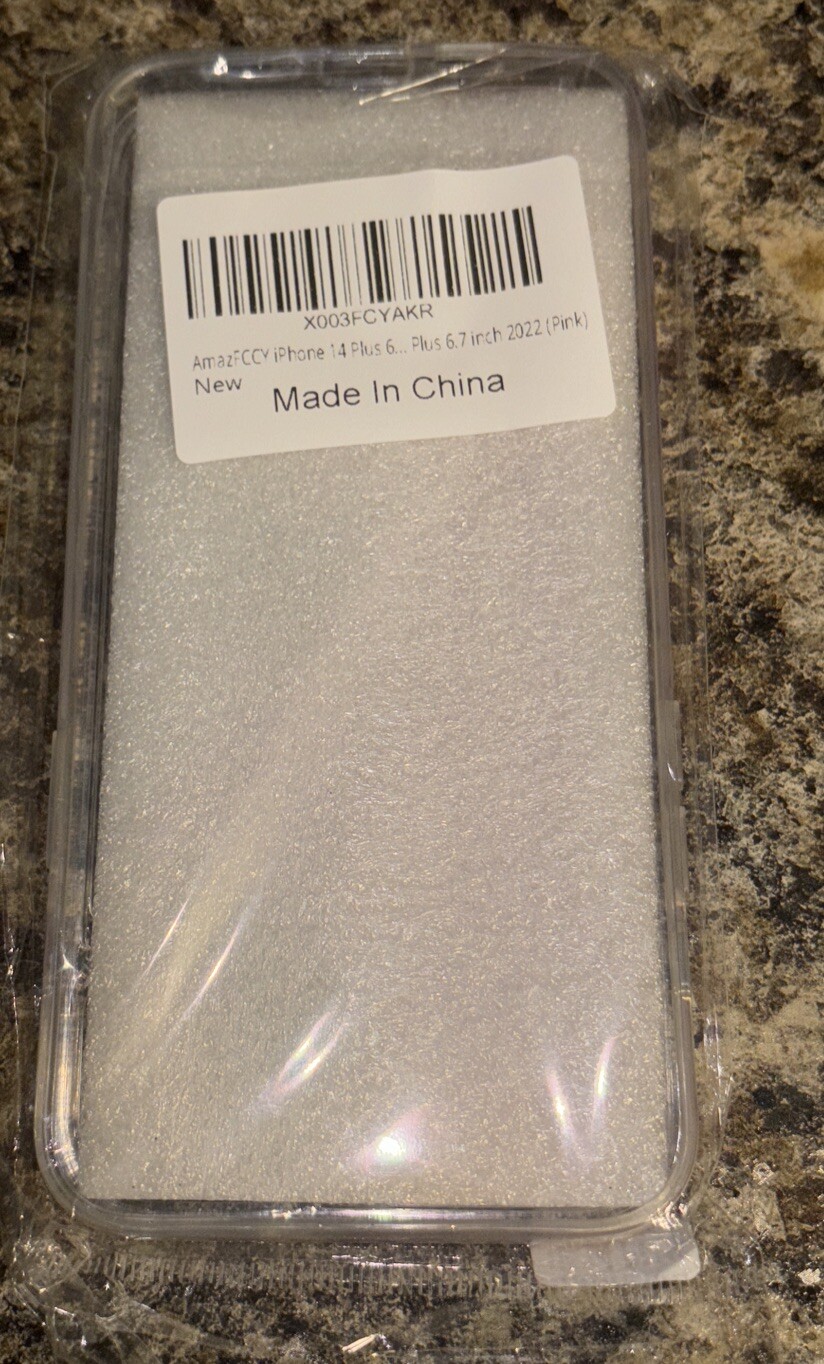 X003FCYAKR
AmazFCCY iPhone 14 Plus 6... Plus 6.7 inch 2022 (Pink)
New
Made In China